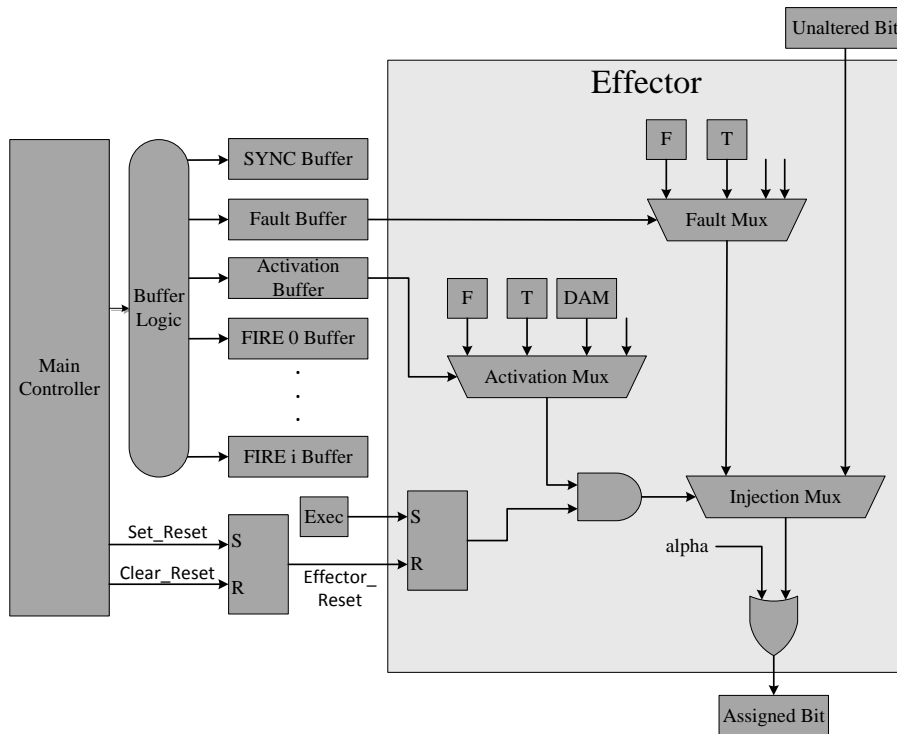 Unaltered Bit
Effector
SYNC Buffer
F
T
Fault Buffer
Fault Mux
Activation
Buffer
Buffer
Logic
F
T
DAM
FIRE 0 Buffer
Main
Controller
Activation Mux
.
.
.
FIRE i Buffer
Injection Mux
Exec
S
R
Set_Reset
Clear_Reset
S
R
Effector_
Reset
alpha
Assigned Bit